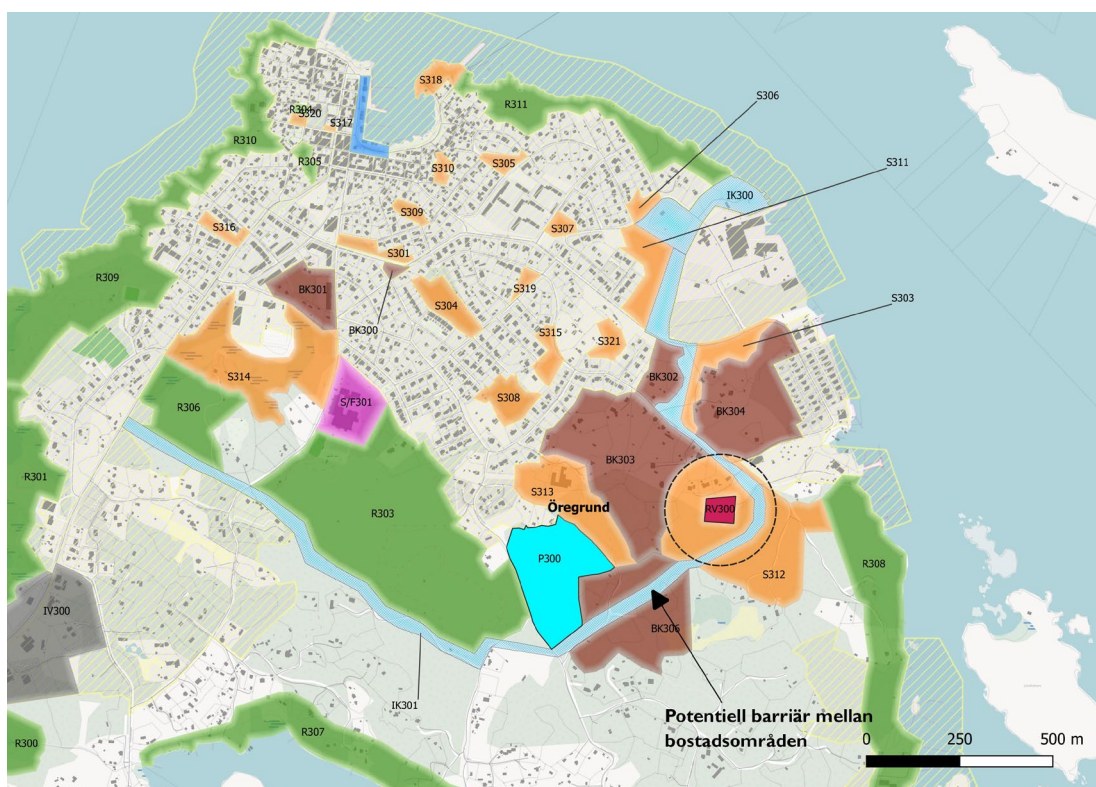 S318
S306
R304
S320
S317
R311
R310
R305
S310
S305
S311
IK300
S309
S316
S307
S301
R309
BK301
S319
S304
S303
BK300
S315
S321
BK302
S314
R306
S/F301
S308
BK304
BK303
R301
S313
R303
Öregrund
RV300
P300
S312
R308
IV300
BK306
IK301
Potentiell barriär mellan
bostadsområden
R307
R300
0 250 500 m